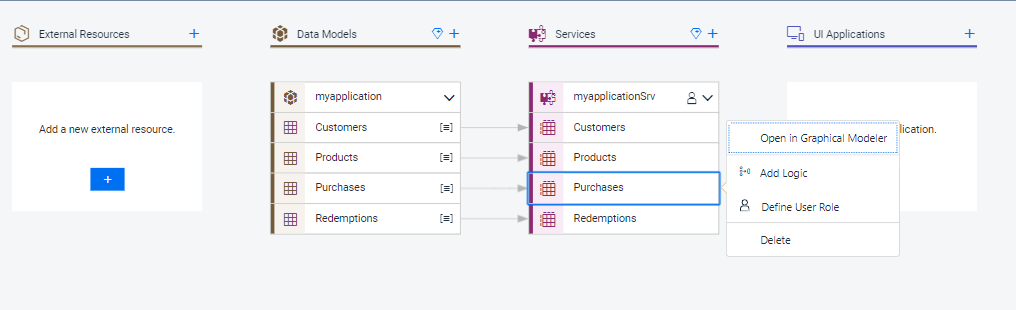 External Resources
Data Models
Services
UI Applications
Add a new external resource.
myapplication
Customers
Products
Purchases
Redemptions
myapplicationSrv
Customers
Products
Purchases
Redemptions
Open in Graphical Modeler
Add Logic
Define User Role
Delete
lication.